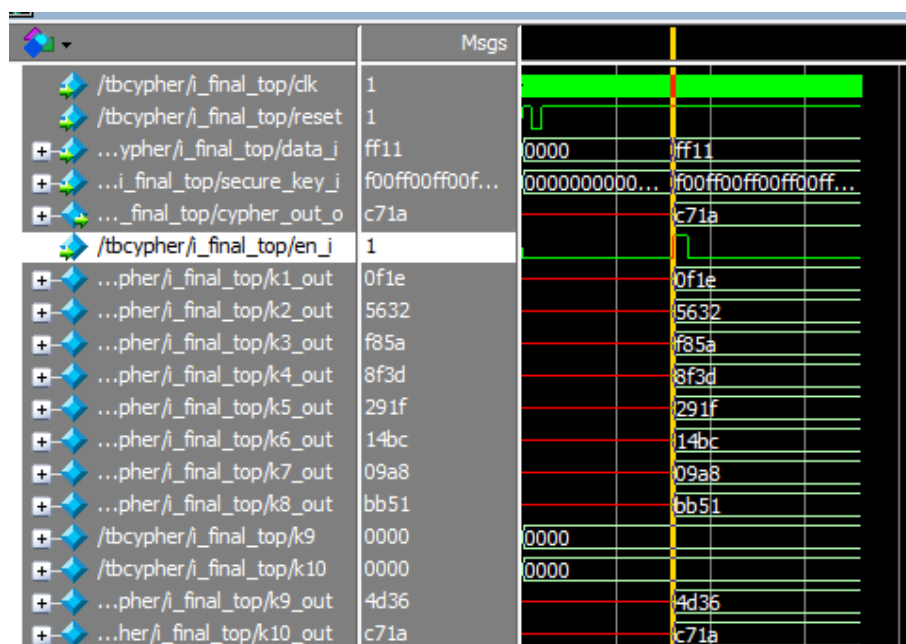 Msgs
/tbcypher/i_final_top/clk 1
/tbcypher/i_final_top/reset 1
...ypher/i_final_top/data_i ff11 0000 ff11
...i_final_top/secure_key_i f00ff00ff00f... 0000000000... f00ff00ff00ff00ff...
..._final_top/cypher_out_o c71a c71a
/tbcypher/i_final_top/en_i 1
...pher/i_final_top/k1_out 0f1e 0f1e
...pher/i_final_top/k2_out 5632 5632
...pher/i_final_top/k3_out f85a f85a
...pher/i_final_top/k4_out 8f3d 8f3d
...pher/i_final_top/k5_out 291f 291f
...pher/i_final_top/k6_out 14bc 14bc
...pher/i_final_top/k7_out 09a8 09a8
...pher/i_final_top/k8_out bb51 bb51
/tbcypher/i_final_top/k9 0000 0000
/tbcypher/i_final_top/k10 0000 0000
...pher/i_final_top/k9_out 4d36 4d36
...her/i_final_top/k10_out c71a c71a